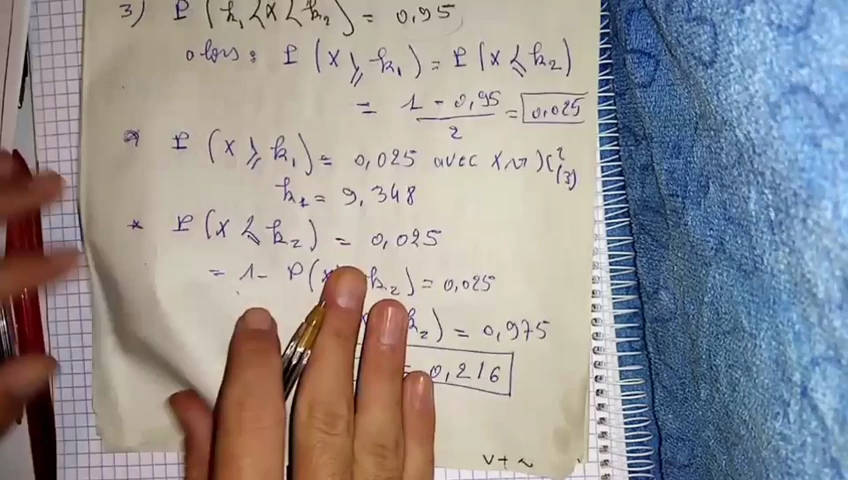 3) P(k₁<X<k₂) = 0,95
alors : P(X ⩾ k₁) = P(X ⩽ k₂)
= (1 - 0,95)/2 = 0,025
* P(X ⩾ k₁) = 0,025 avec X ~ χ²(3)
k₁ = 9,348
* P(X ⩽ k₂) = 0,025
= 1 - P(X k₂) = 0,025
k₂) = 0,975
= 0,216